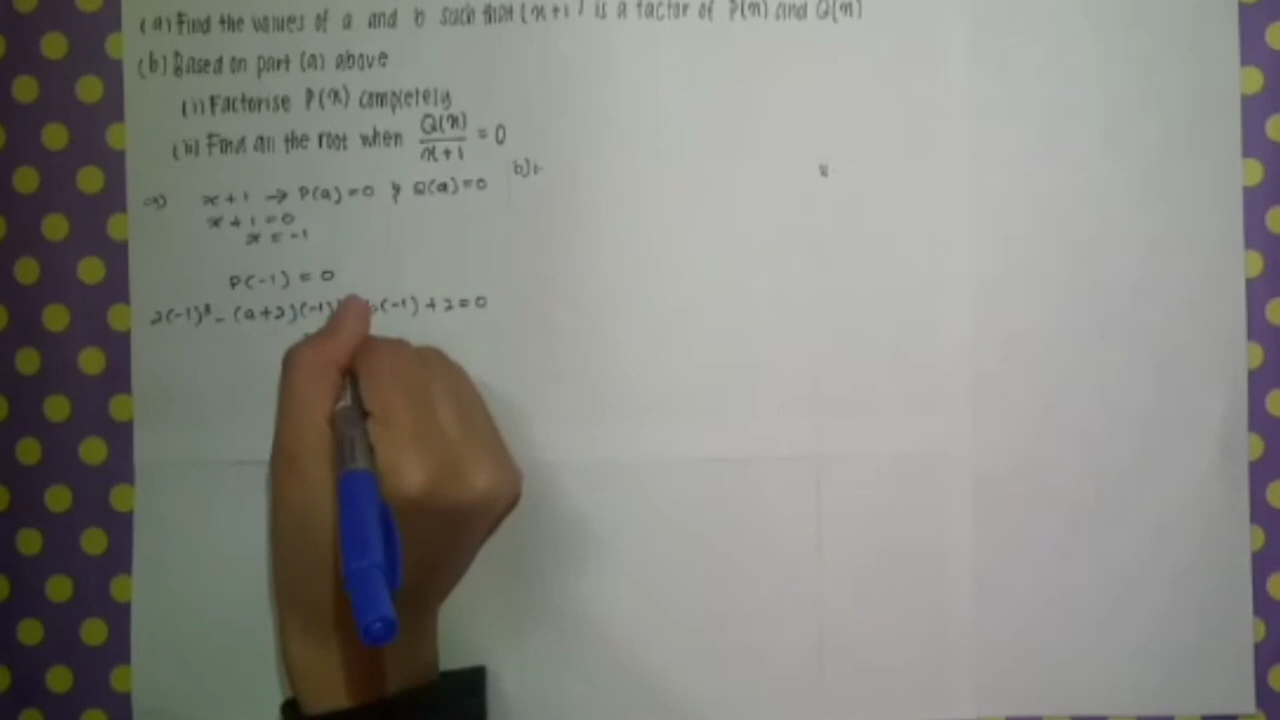 (a) Find the values of a and b such that (x+1) is a factor of P(x) and Q(x)
(b) Based on part (a) above
(i) Factorise P(x) completely
(ii) Find all the root when Q(x)/x+1 = 0
a) x+1 → P(a)=0 & Q(a)=0
b)i
x+1=0
x=-1
P(-1)=0
2(-1)³-(a+2)(-1) b(-1)+2=0